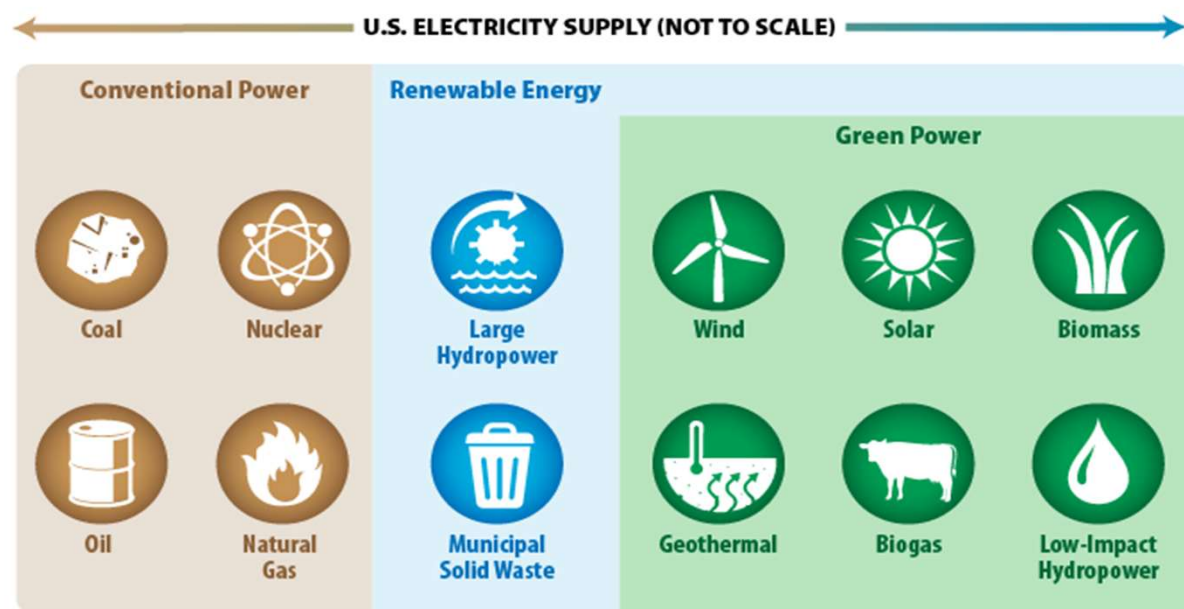 U.S. ELECTRICITY SUPPLY (NOT TO SCALE)
Conventional Power
Renewable Energy
Green Power
Coal
Nuclear
Large
Hydropower
Wind
Solar
Biomass
Oil
Natural
Gas
Municipal
Solid Waste
Geothermal
Biogas
Low-Impact
Hydropower